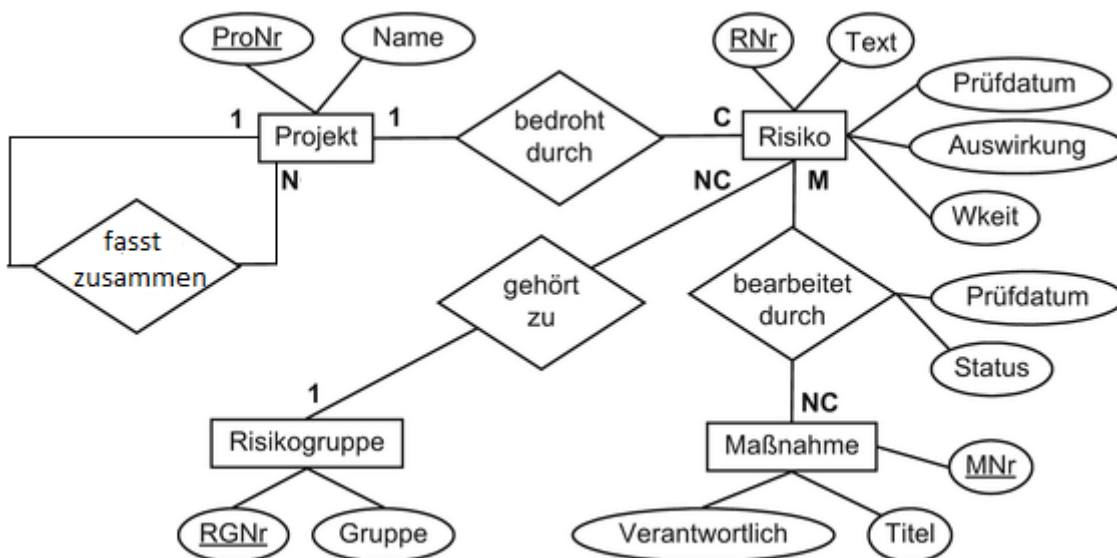 ProNr
Name
RNr
Text
Prüfdatum
1
Projekt
1
bedroht
durch
C
Risiko
Auswirkung
N
NC
M
Wkeit
fasst
zusammen
gehört
zu
bearbeitet
durch
Prüfdatum
Status
1
NC
Risikogruppe
Maßnahme
MNr
RGNr
Gruppe
Verantwortlich
Titel